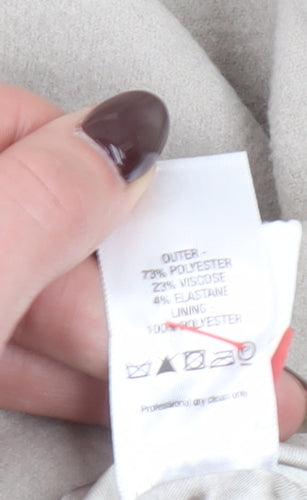 OUTER -
73% POLYESTER
23% VISCOSE
4% ELASTANE
LINING -
100% POLYESTER
Professional dry clean only